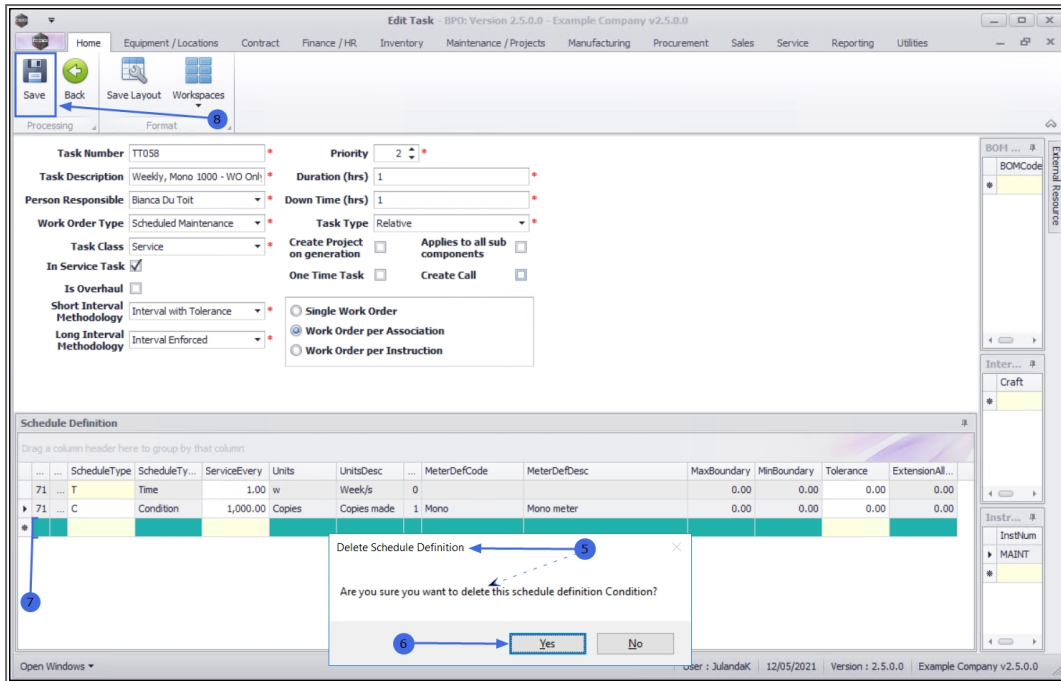 Edit Task - BPO: Version 2.5.0.0 - Example Company v2.5.0.0
Home Equipment / Locations Contract Finance / HR Inventory Maintenance / Projects Manufacturing Procurement Sales Service Reporting Utilities
Save Back Save Layout Workspaces
8
Processing Format
Task Number TT058 * Priority 2 *
Task Description Weekly, Mono 1000 - WO Only * Duration (hrs) 1 *
Person Responsible Bianca Du Toit * Down Time (hrs) 1 *
Work Order Type Scheduled Maintenance * Task Type Relative *
Task Class Service * Create Project on generation Applies to all sub components
In Service Task One Time Task Create Call
Is Overhaul
Short Interval Methodology Interval with Tolerance * Single Work Order
Work Order per Association
Long Interval Methodology Interval Enforced * Work Order per Instruction
BOM ...
BOMCode
External Resource
Inter...
Craft
Instr...
InstNum
MAINT
Schedule Definition
Drag a column header here to group by that column
... ... ScheduleType ScheduleTy... ServiceEvery Units UnitsDesc ... MeterDefCode MeterDefDesc MaxBoundary MinBoundary Tolerance ExtensionAll...
71 ... T Time 1.00 w Week/s 0 0.00 0.00 0.00 0.00
71 ... C Condition 1,000.00 Copies Copies made 1 Mono Mono meter 0.00 0.00 0.00 0.00
7
Delete Schedule Definition 5
Are you sure you want to delete this schedule definition Condition?
6 Yes No
Open Windows User : JulandaK 12/05/2021 Version : 2.5.0.0 Example Company v2.5.0.0